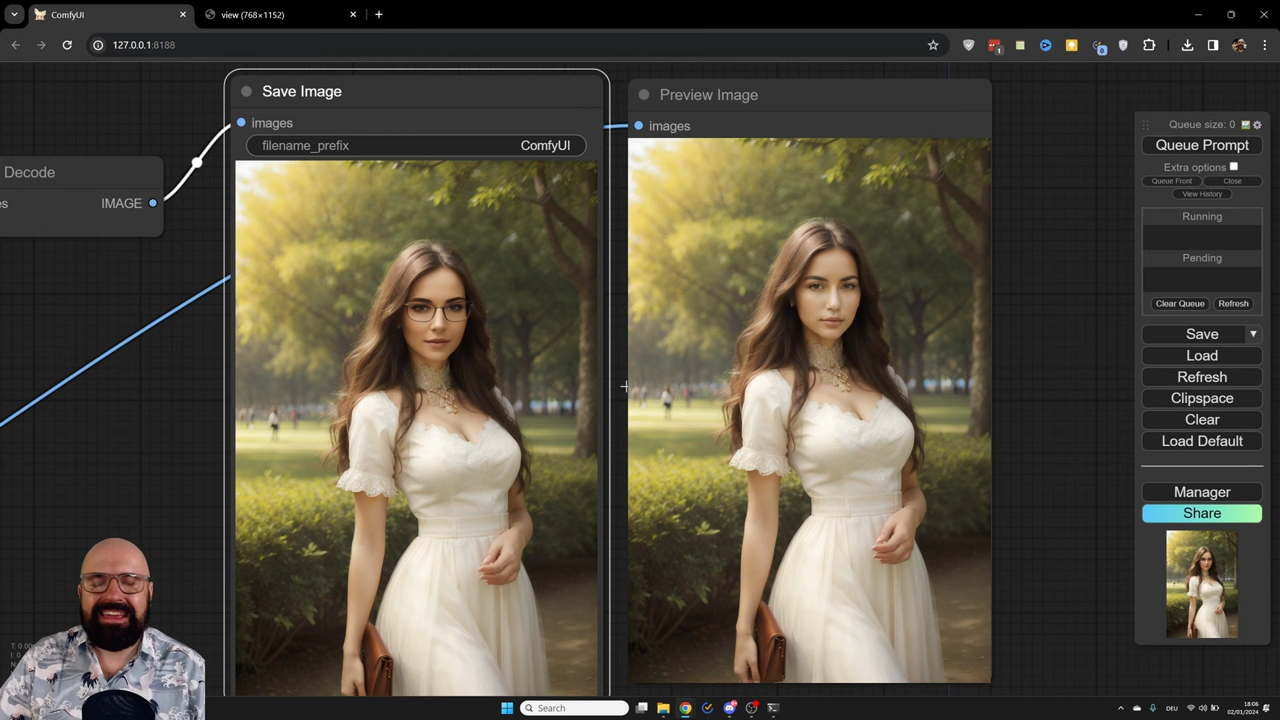 ComfyUI
view (768×1152)
127.0.0.1:8188
1
0
Save Image
images
filename_prefix
ComfyUI
Decode
IMAGE
Preview Image
images
Queue size: 0
Queue Prompt
Extra options
Queue Front
Close
View History
Running
Pending
Clear Queue
Refresh
Save
Load
Refresh
Clipspace
Clear
Load Default
Manager
Share
Search
DEU
18:06
02/01/2024